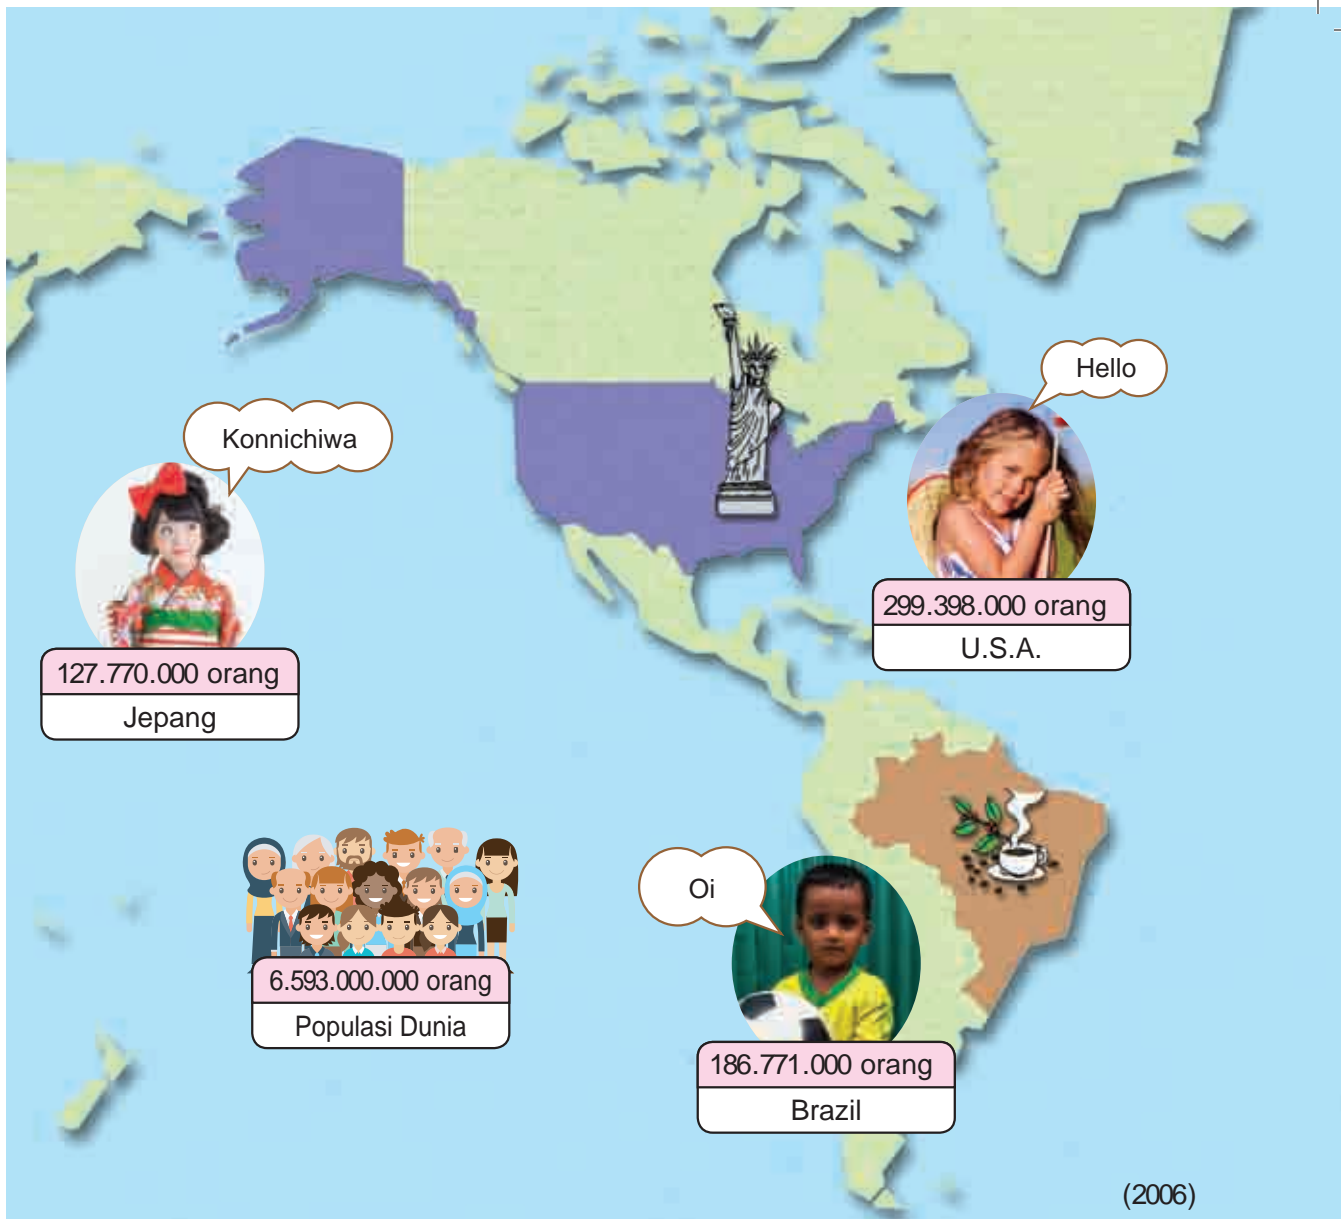 Hello
Konnichiwa
299.398.000 orang
U.S.A.
127.770.000 orang
Jepang
Oi
6.593.000.000 orang
Populasi Dunia
186.771.000 orang
Brazil
(2006)